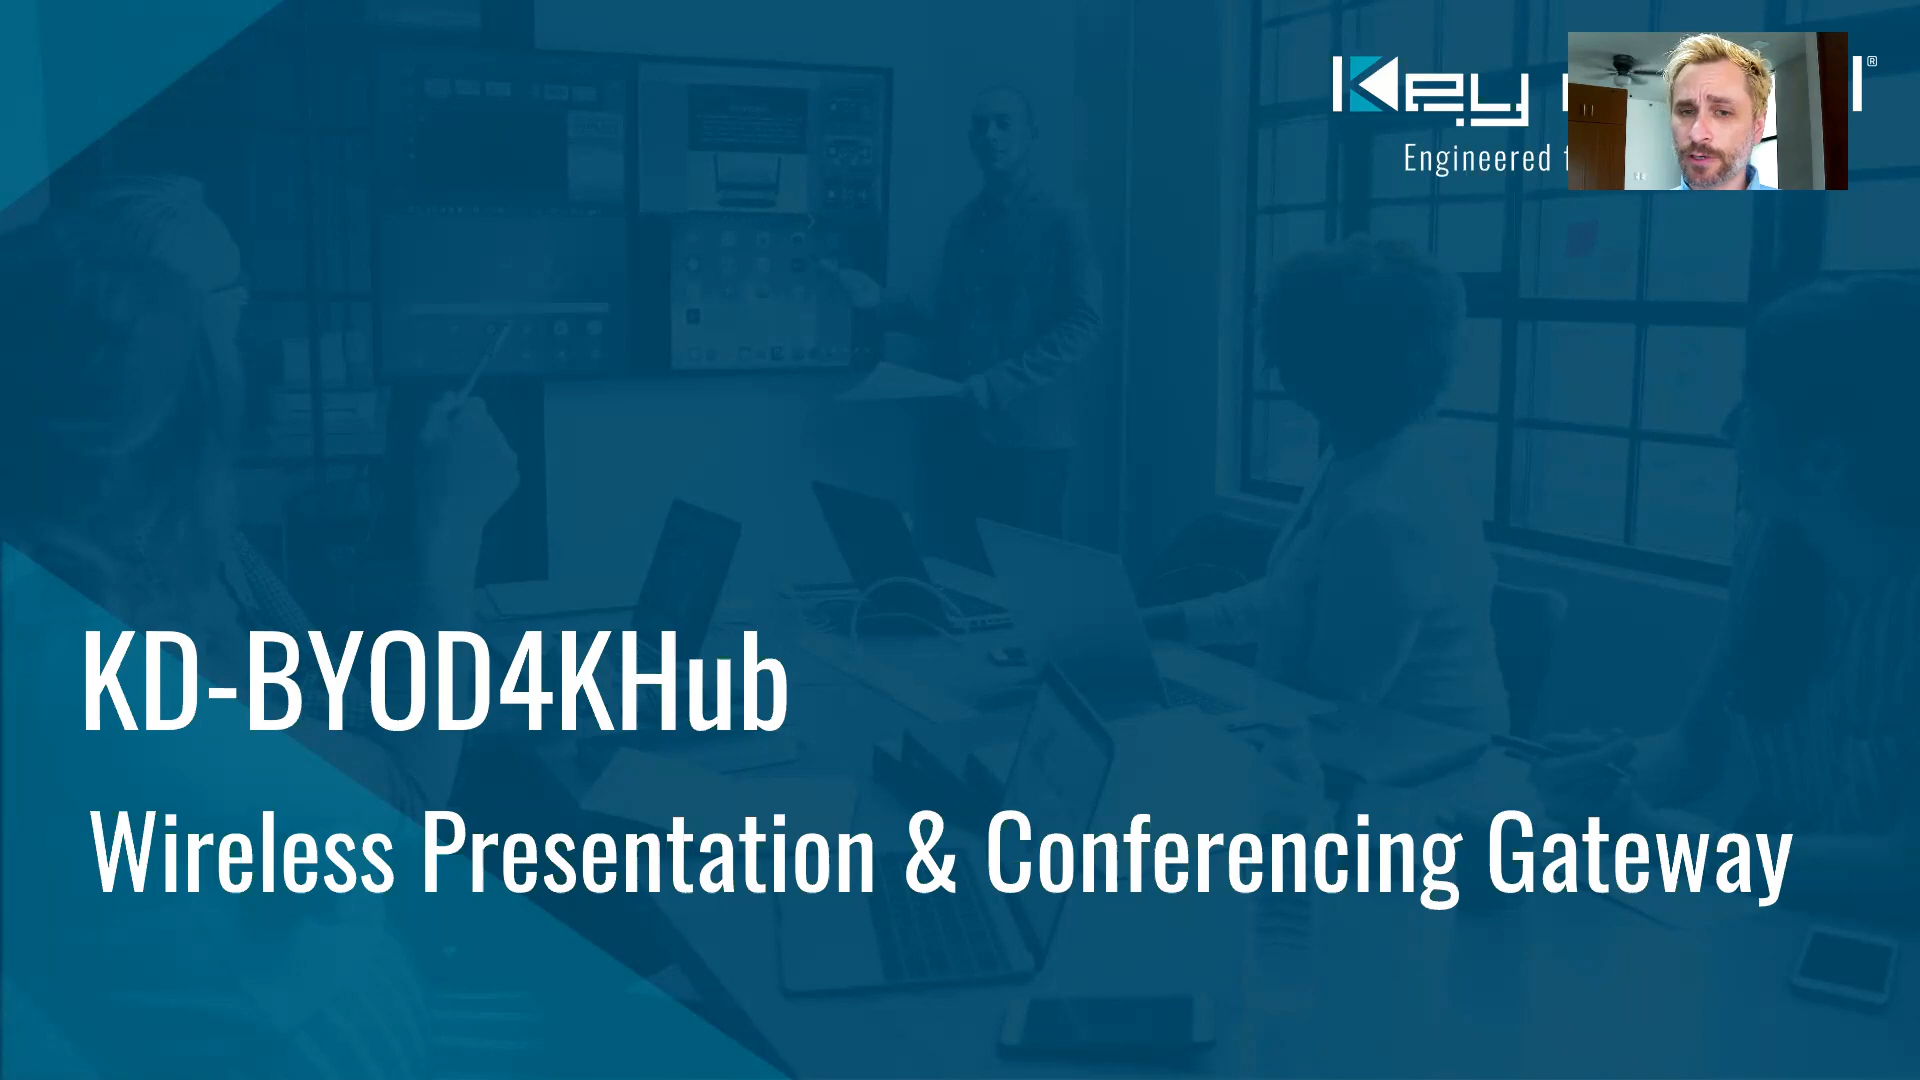 Key
®
Engineered
KD-BYOD4KHub
Wireless Presentation & Conferencing Gateway